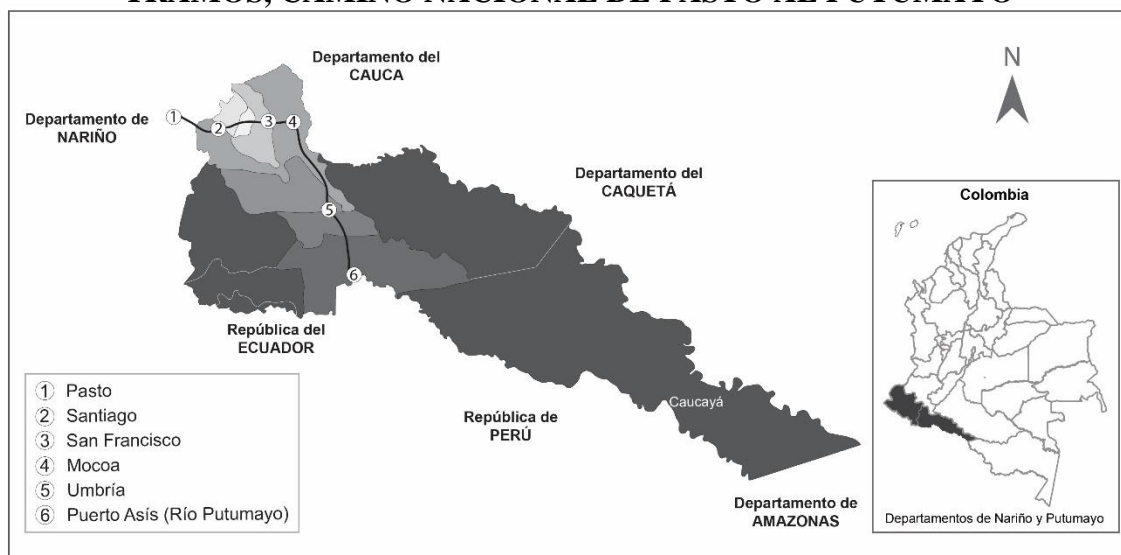 TRAMOS, CAMINO NACIONAL DE PASTO AL PUTUMAYO
Departamento del
CAUCA
N
Departamento de
NARIÑO
1
2
3
4
Departamento del
CAQUETÁ
5
6
República del
ECUADOR
República de
PERÚ
Caucayá
Departamento de
AMAZONAS
1 Pasto
2 Santiago
3 San Francisco
4 Mocoa
5 Umbría
6 Puerto Asís (Río Putumayo)
Colombia
Departamentos de Nariño y Putumayo